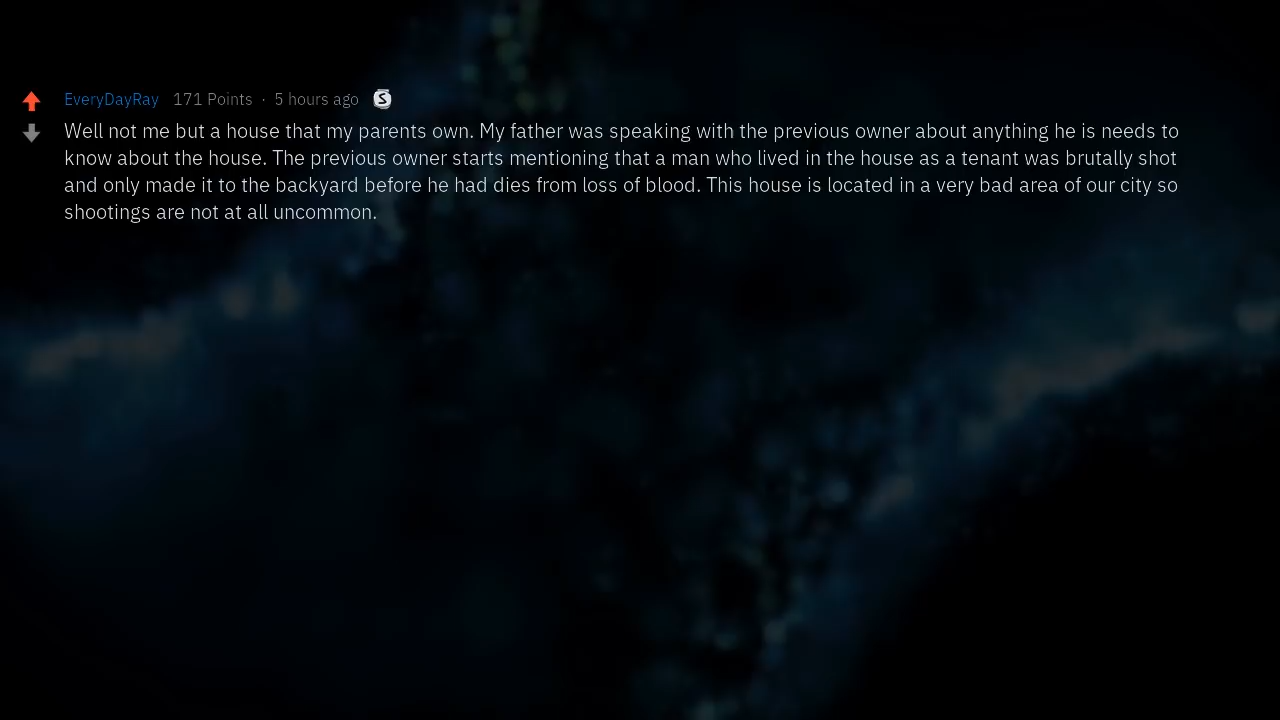 EveryDayRay 171 Points · 5 hours ago S
Well not me but a house that my parents own. My father was speaking with the previous owner about anything he is needs to
know about the house. The previous owner starts mentioning that a man who lived in the house as a tenant was brutally shot
and only made it to the backyard before he had dies from loss of blood. This house is located in a very bad area of our city so
shootings are not at all uncommon.